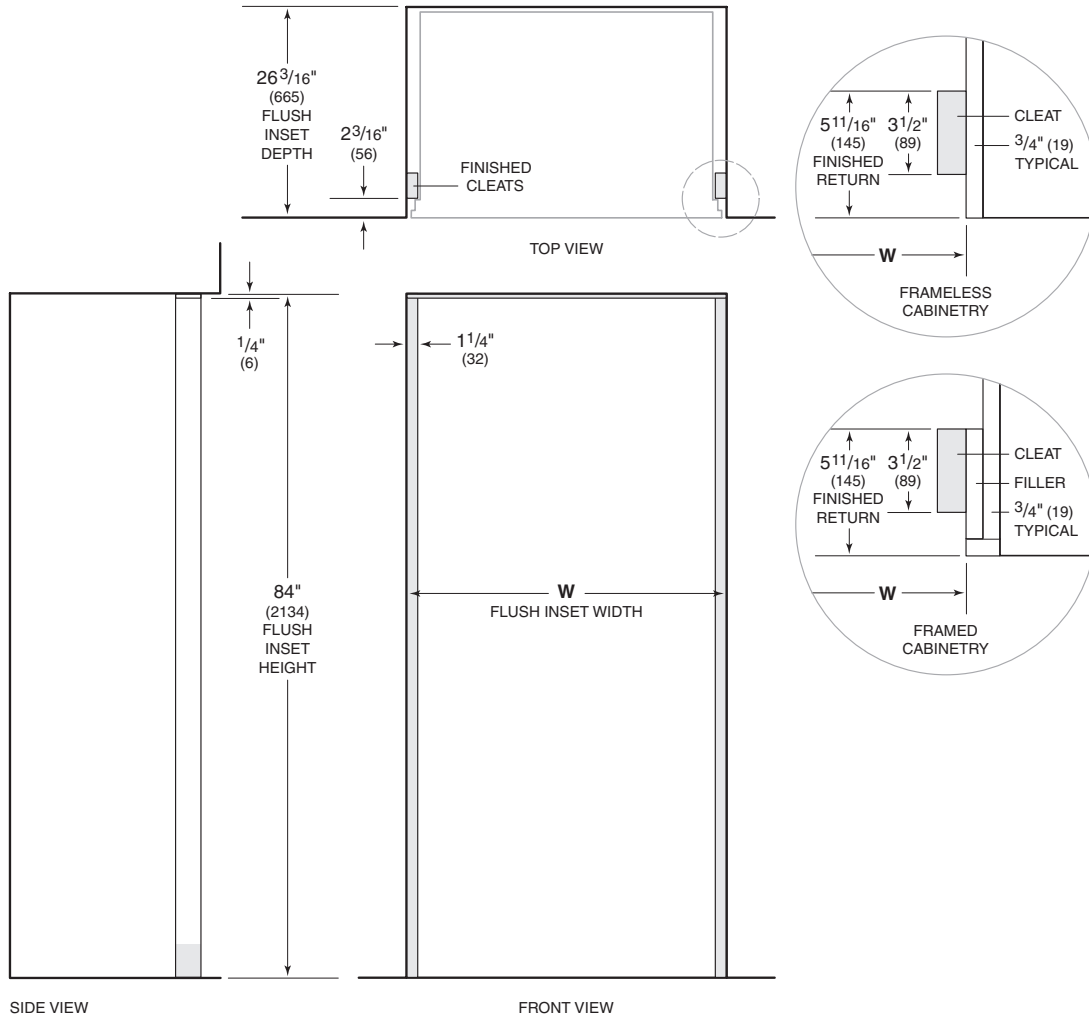 26 3/16"
(665)
FLUSH
INSET
DEPTH
2 3/16"
(56)
FINISHED
CLEATS
TOP VIEW
1/4"
(6)
84"
(2134)
FLUSH
INSET
HEIGHT
SIDE VIEW
1 1/4"
(32)
W
FLUSH INSET WIDTH
FRONT VIEW
5 11/16"
(145)
FINISHED
RETURN
3 1/2"
(89)
CLEAT
3/4" (19)
TYPICAL
W
FRAMELESS
CABINETRY
5 11/16"
(145)
FINISHED
RETURN
3 1/2"
(89)
CLEAT
FILLER
3/4" (19)
TYPICAL
W
FRAMED
CABINETRY